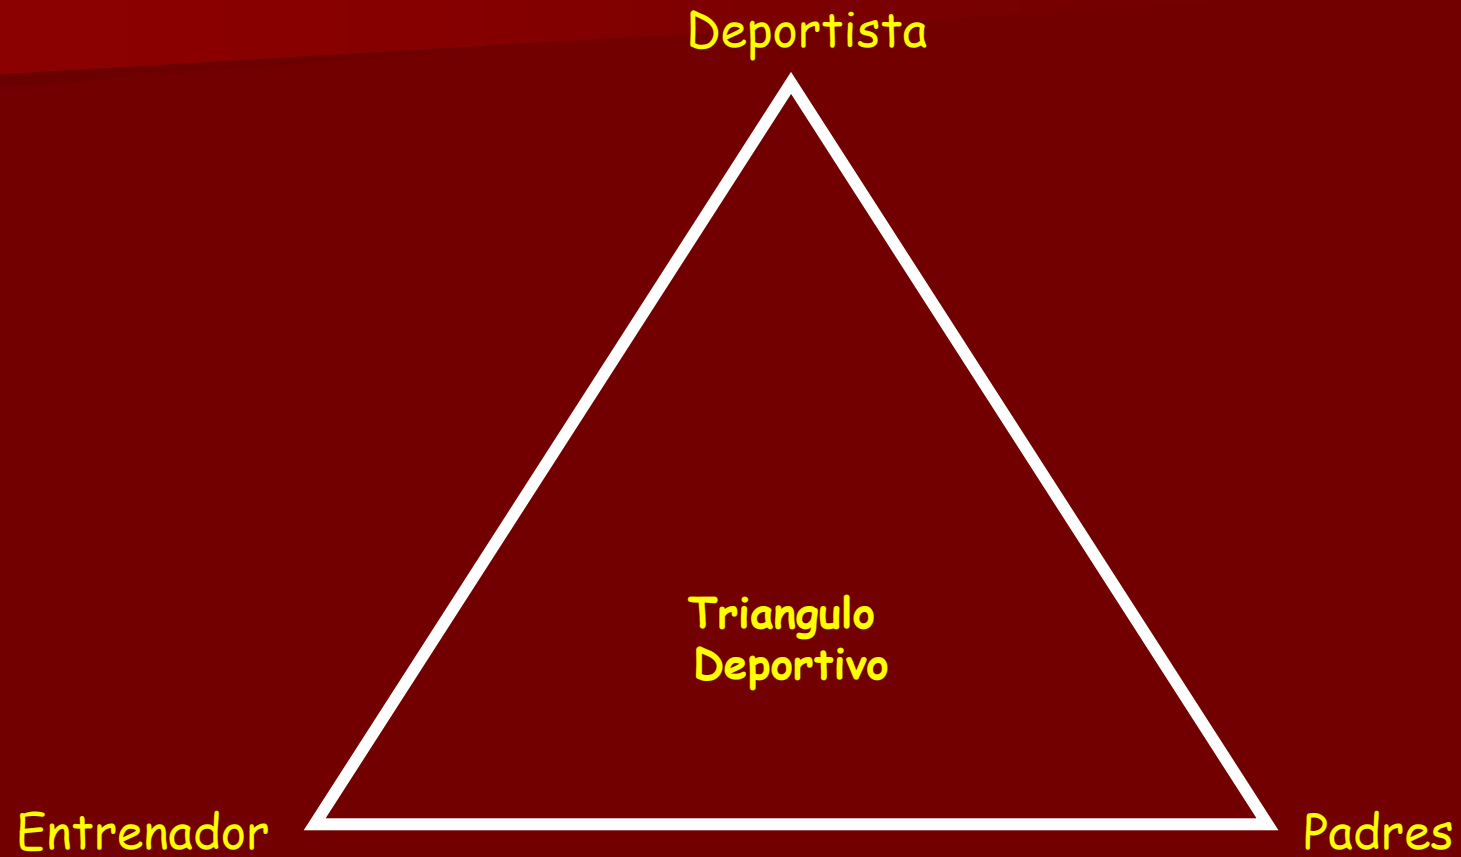 Deportista
Triangulo
Deportivo
Entrenador
Padres